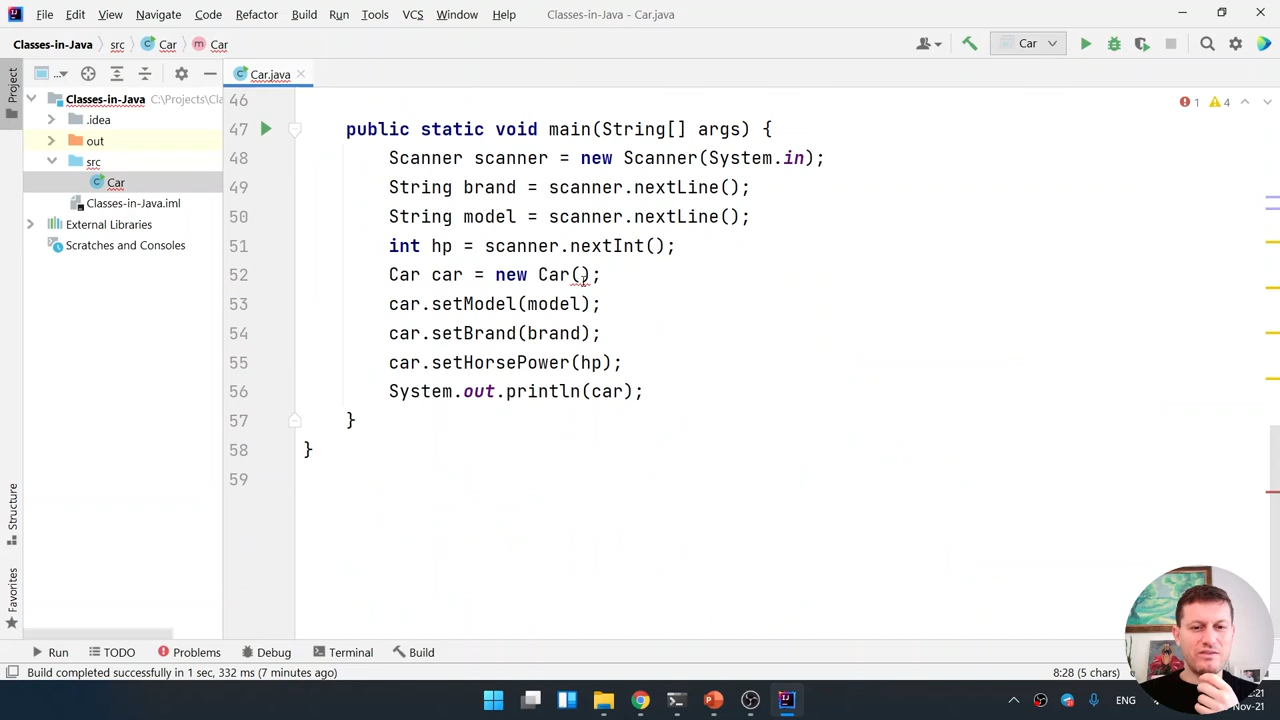 File Edit View Navigate Code Refactor Build Run Tools VCS Window Help Classes-in-Java - Car.java
Classes-in-Java src Car Car Car
Project ... Car.java
Classes-in-Java C:\Projects\Cla
.idea
out
src
Car
Classes-in-Java.iml
External Libraries
Scratches and Consoles
1 4
46
47 public static void main(String[] args) {
48 Scanner scanner = new Scanner(System.in);
49 String brand = scanner.nextLine();
50 String model = scanner.nextLine();
51 int hp = scanner.nextInt();
52 Car car = new Car();
53 car.setModel(model);
54 car.setBrand(brand);
55 car.setHorsePower(hp);
56 System.out.println(car);
57 }
58 }
59
Structure
Favorites
Run TODO Problems Debug Terminal Build
Build completed successfully in 1 sec, 332 ms (7 minutes ago) 8:28 (5 chars)
ENG